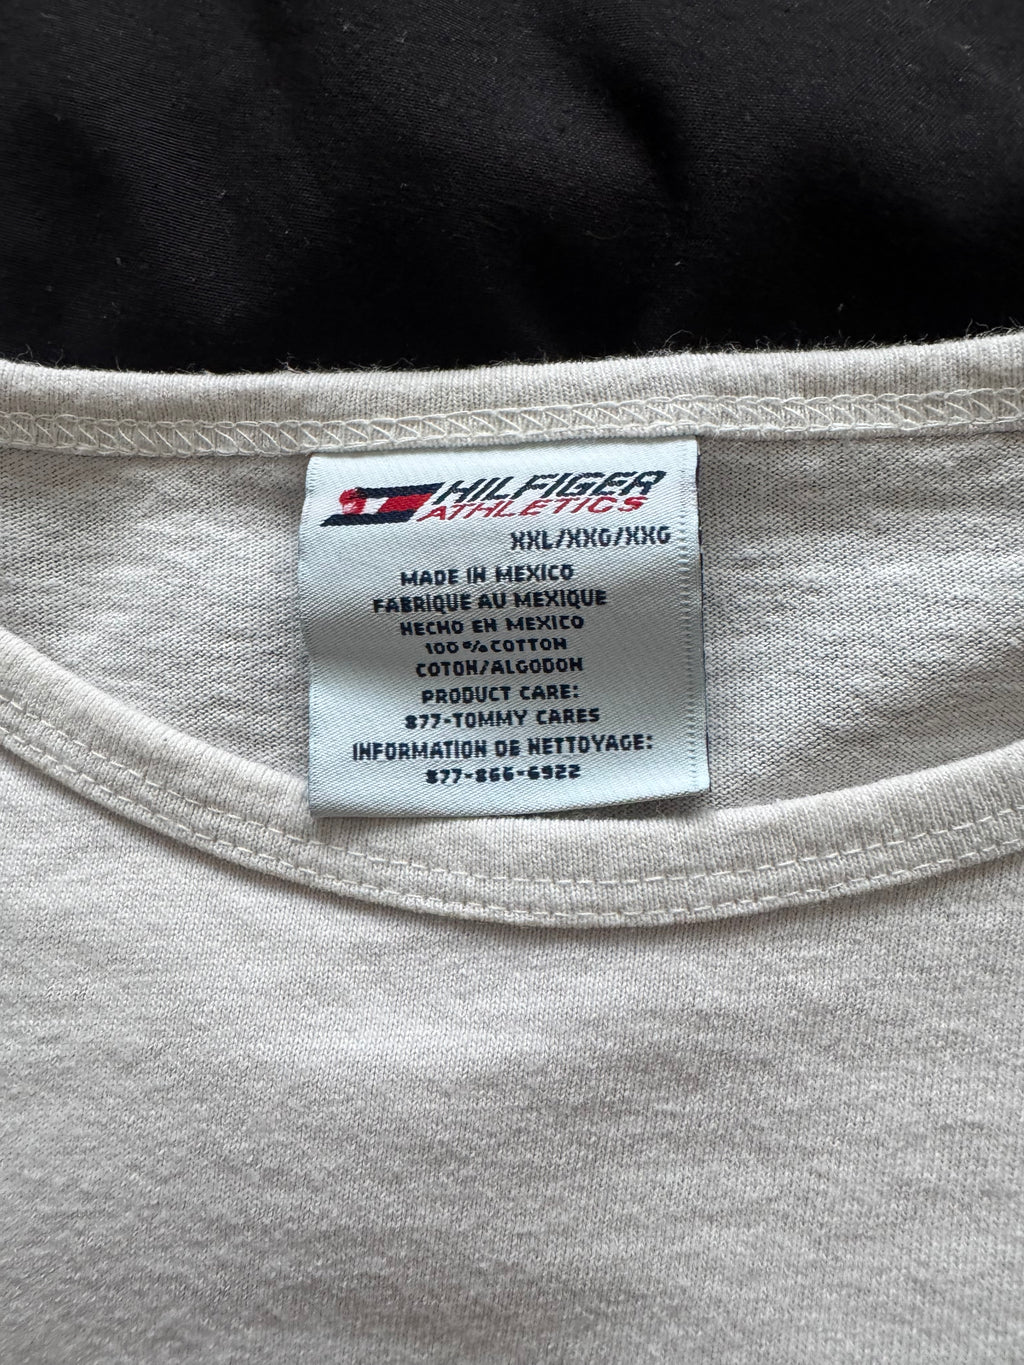 HILFIGER
ATHLETICS
XXL/XXG/XXG
MADE IN MEXICO
FABRIQUE AU MEXIQUE
HECHO EN MEXICO
100%COTTON
COTON/ALGODON
PRODUCT CARE:
877-TOMMY CARES
INFORMATION DE NETTOYAGE:
877-866-6922